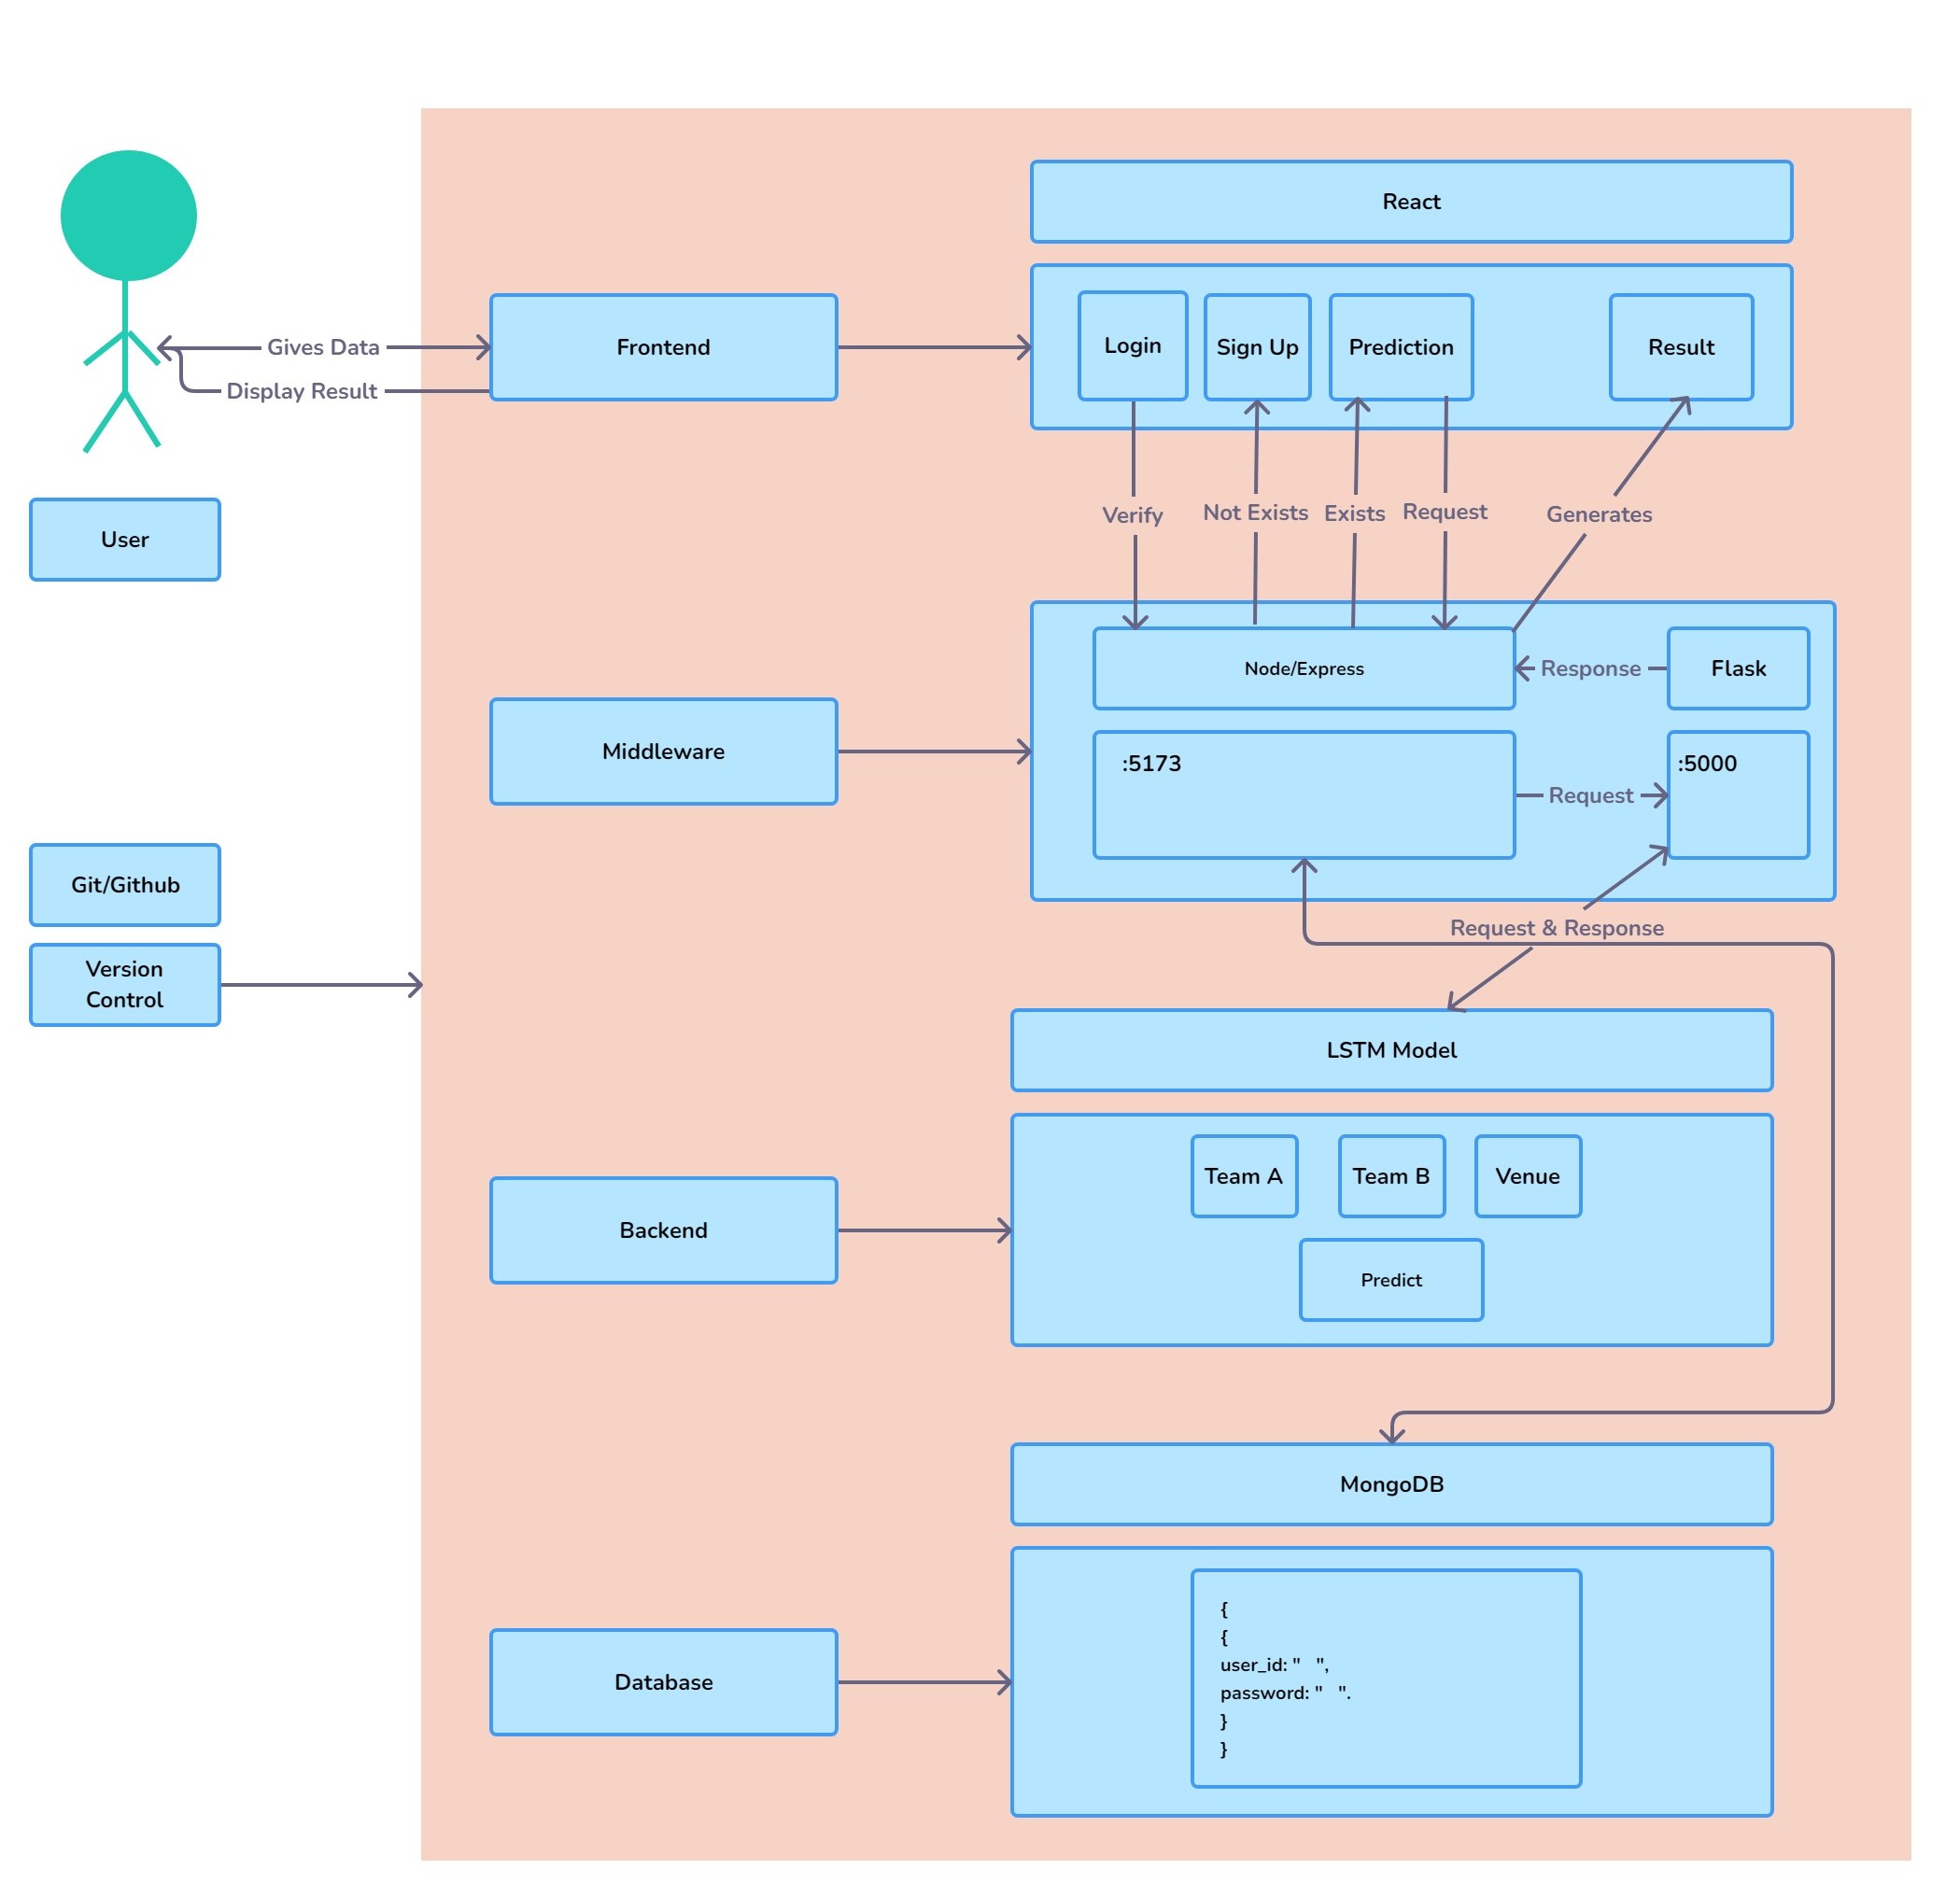 React
Login
Sign Up
Prediction
Result
Gives Data
Frontend
Display Result
Verify
Not Exists
Exists
Request
Generates
User
Node/Express
Response
Flask
Middleware
:5173
:5000
Request
Git/Github
Request & Response
Version
Control
LSTM Model
Team A
Team B
Venue
Backend
Predict
MongoDB
{
{
user_id: "   ",
password: "   ".
}
}
Database